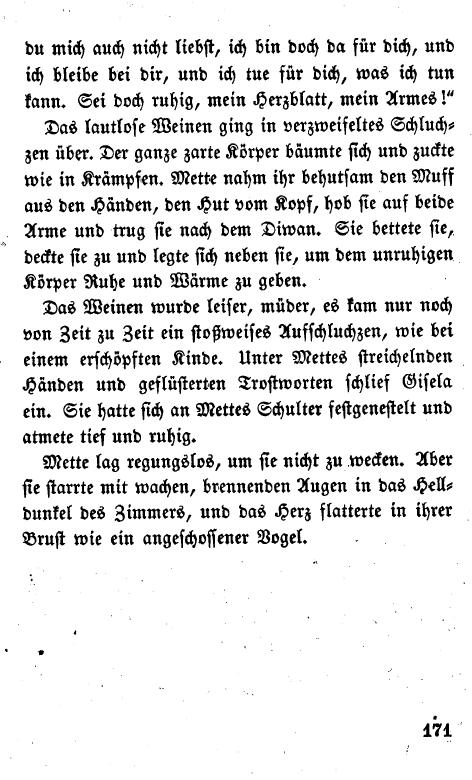 du mich auch nicht liebst, ich bin doch da für dich, und
ich bleibe bei dir, und ich tue für dich, was ich tun
kann. Sei doch ruhig, mein Herzblatt, mein Armes!“
Das lautlose Weinen ging in verzweifeltes Schluch-
zen über. Der ganze zarte Körper bäumte sich und zuckte
wie in Krämpfen. Mette nahm ihr behutsam den Muff
aus den Händen, den Hut vom Kopf, hob sie auf beide
Arme und trug sie nach dem Diwan. Sie bettete sie,
deckte sie zu und legte sich neben sie, um dem unruhigen
Körper Ruhe und Wärme zu geben.
Das Weinen wurde leiser, müder, es kam nur noch
von Zeit zu Zeit ein stoßweises Aufschluchzen, wie bei
einem erschöpften Kinde. Unter Mettes streichelnden
Händen und geflüsterten Trostworten schlief Gisela
ein. Sie hatte sich an Mettes Schulter festgenestelt und
atmete tief und ruhig.
Mette lag regungslos, um sie nicht zu wecken. Aber
sie starrte mit wachen, brennenden Augen in das Hell-
dunkel des Zimmers, und das Herz flatterte in ihrer
Brust wie ein angeschossener Vogel.
171